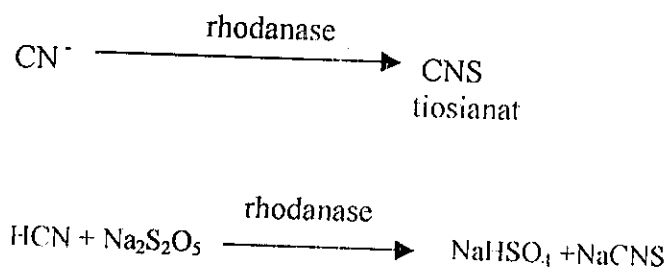 rhodanase
CN⁻ CNS
tiosianat
rhodanase
HCN + Na₂S₂O₅ NaHSO₄ +NaCNS